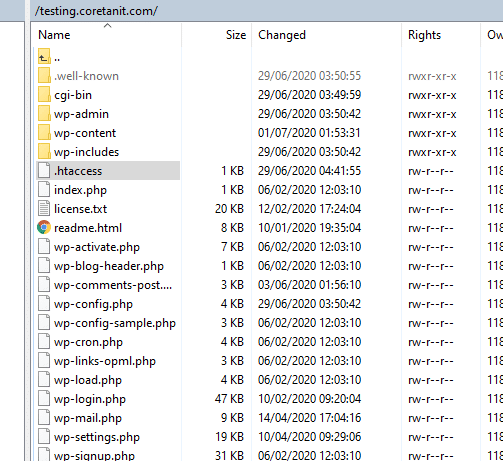 /testing.coretanit.com/
Name Size Changed Rights Ow
..
.well-known 29/06/2020 03:50:55 rwxr-xr-x 118
cgi-bin 29/06/2020 03:49:59 rwxr-xr-x 118
wp-admin 29/06/2020 03:50:42 rwxr-xr-x 118
wp-content 01/07/2020 01:53:31 rwxr-xr-x 118
wp-includes 29/06/2020 03:50:42 rwxr-xr-x 118
.htaccess 1 KB 29/06/2020 04:41:55 rw-r--r-- 118
index.php 1 KB 06/02/2020 12:03:10 rw-r--r-- 118
license.txt 20 KB 12/02/2020 17:24:04 rw-r--r-- 118
readme.html 8 KB 10/01/2020 19:35:04 rw-r--r-- 118
wp-activate.php 7 KB 06/02/2020 12:03:10 rw-r--r-- 118
wp-blog-header.php 1 KB 06/02/2020 12:03:10 rw-r--r-- 118
wp-comments-post.... 3 KB 03/06/2020 01:56:10 rw-r--r-- 118
wp-config.php 4 KB 29/06/2020 03:50:42 rw-r--r-- 118
wp-config-sample.php 3 KB 06/02/2020 12:03:10 rw-r--r-- 118
wp-cron.php 4 KB 06/02/2020 12:03:10 rw-r--r-- 118
wp-links-opml.php 3 KB 06/02/2020 12:03:10 rw-r--r-- 118
wp-load.php 4 KB 06/02/2020 12:03:10 rw-r--r-- 118
wp-login.php 47 KB 10/02/2020 09:20:04 rw-r--r-- 118
wp-mail.php 9 KB 14/04/2020 17:04:16 rw-r--r-- 118
wp-settings.php 19 KB 10/04/2020 09:29:06 rw-r--r-- 118
wp-signup.php 31 KB 06/02/2020 12:03:10 rw-r--r-- 118